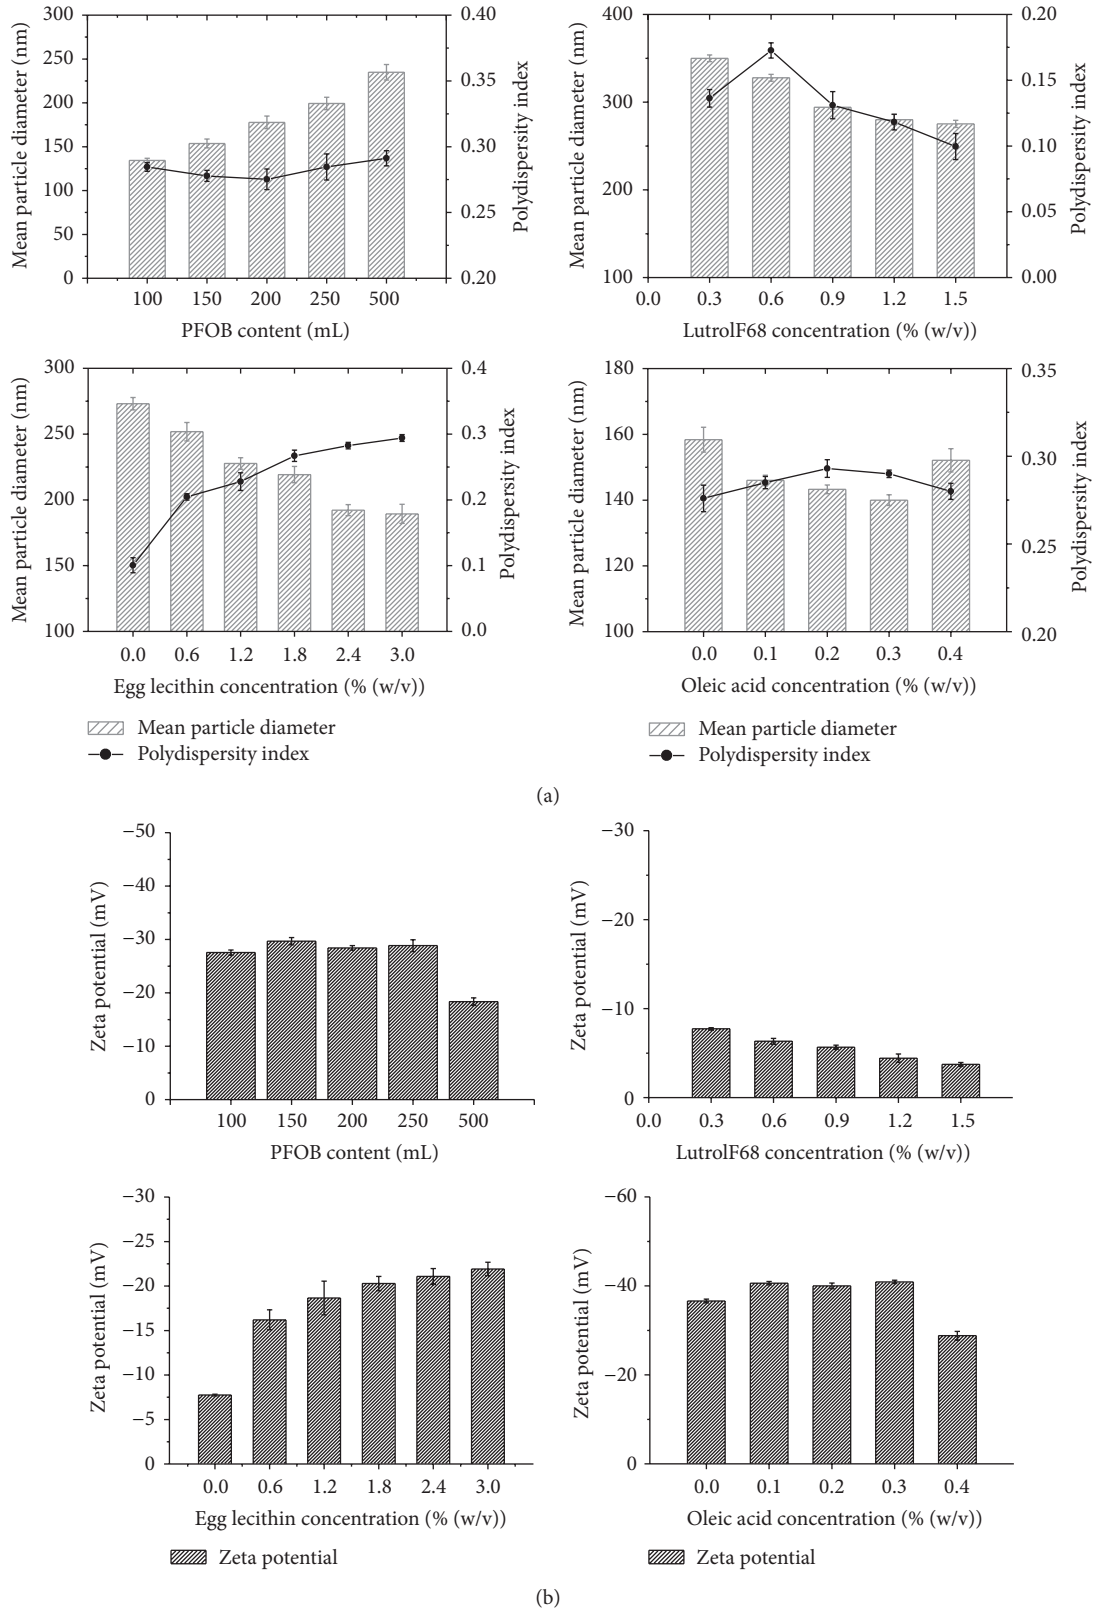 300
250
200
150
100
50
0
Mean particle diameter (nm)
0.40
0.35
0.30
0.25
0.20
Polydispersity index
100 150 200 250 500
PFOB content (mL)
400
300
300
200
100
Mean particle diameter (nm)
0.20
0.15
0.10
0.05
0.00
Polydispersity index
0.0 0.3 0.6 0.9 1.2 1.5
LutrolF68 concentration (% (w/v))
300
250
200
150
100
Mean particle diameter (nm)
0.4
0.3
0.2
0.1
0.0
Polydispersity index
0.0 0.6 1.2 1.8 2.4 3.0
Egg lecithin concentration (% (w/v))
Mean particle diameter
Polydispersity index
180
160
140
120
100
Mean particle diameter (nm)
0.35
0.30
0.25
0.20
Polydispersity index
0.0 0.1 0.2 0.3 0.4
Oleic acid concentration (% (w/v))
Mean particle diameter
Polydispersity index
(a)
−50
−40
−30
−20
−10
0
Zeta potential (mV)
100 150 200 250 500
PFOB content (mL)
−30
−20
−10
0
Zeta potential (mV)
0.0 0.3 0.6 0.9 1.2 1.5
LutrolF68 concentration (% (w/v))
−30
−25
−20
−15
−10
−5
0
Zeta potential (mV)
0.0 0.6 1.2 1.8 2.4 3.0
Egg lecithin concentration (% (w/v))
Zeta potential
−60
−40
−20
0
Zeta potential (mV)
0.0 0.1 0.2 0.3 0.4
Oleic acid concentration (% (w/v))
Zeta potential
(b)